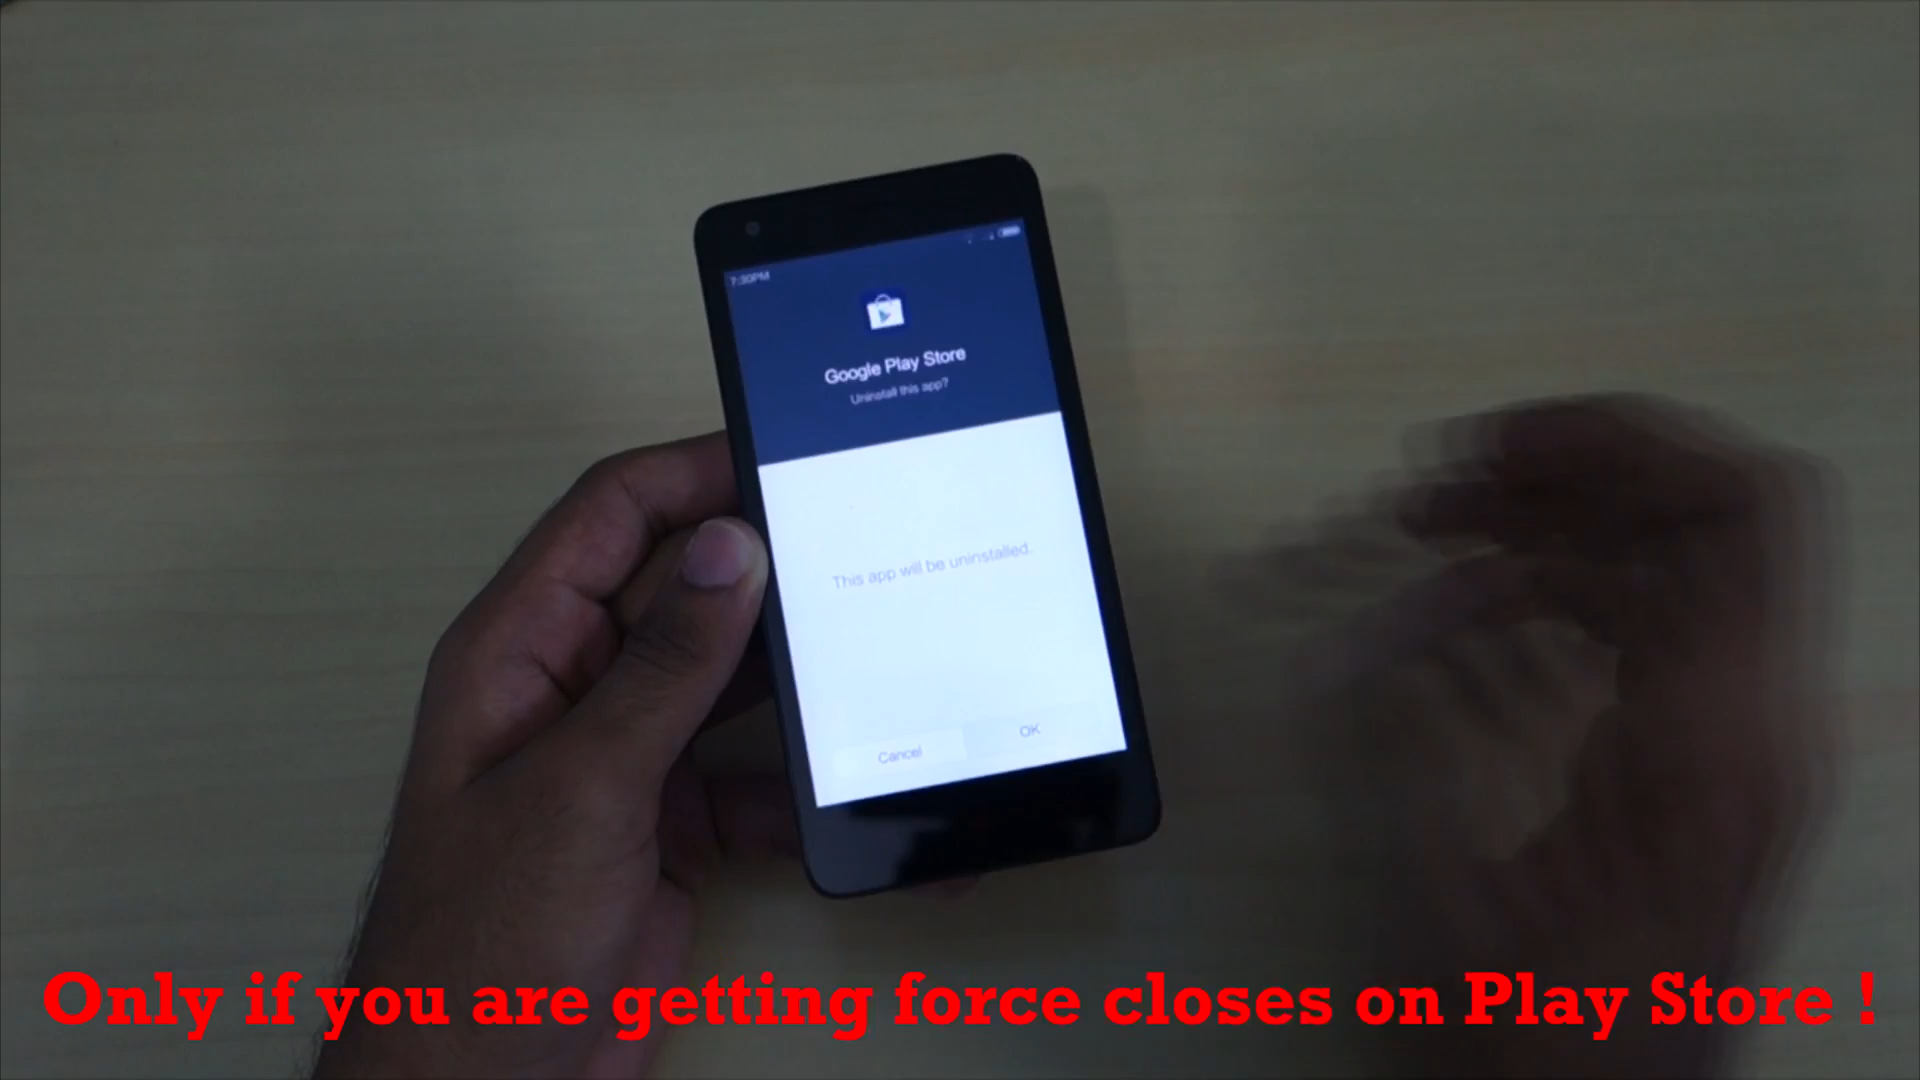 7:30PM
Google Play Store
Uninstall this app?
This app will be uninstalled.
Cancel
OK
Only if you are getting force closes on Play Store !